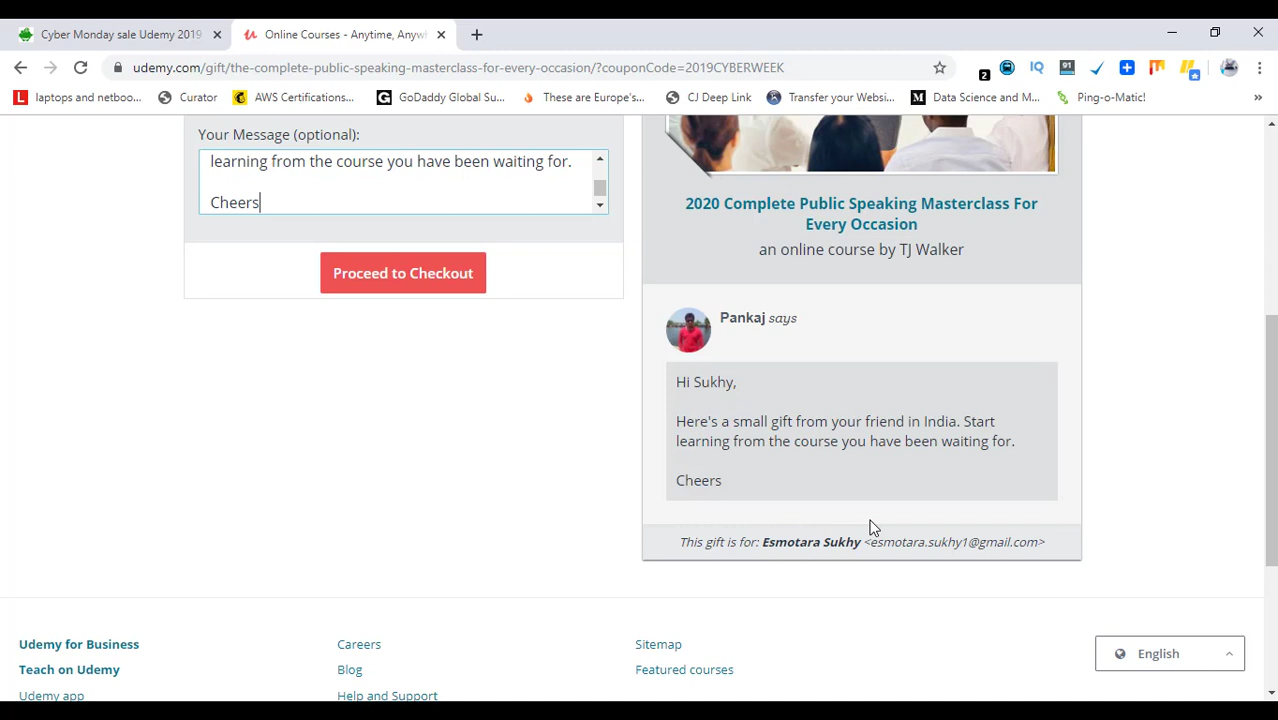 Cyber Monday sale Udemy 2019
Online Courses - Anytime, Anywh
udemy.com/gift/the-complete-public-speaking-masterclass-for-every-occasion/?couponCode=2019CYBERWEEK
2
91
laptops and netboo...
Curator
AWS Certifications...
GoDaddy Global Su...
These are Europe's...
CJ Deep Link
Transfer your Websi...
Data Science and M...
Ping-o-Matic!
Your Message (optional):
learning from the course you have been waiting for.
Cheers
Proceed to Checkout
2020 Complete Public Speaking Masterclass For
Every Occasion
an online course by TJ Walker
Pankaj says
Hi Sukhy,
Here's a small gift from your friend in India. Start
learning from the course you have been waiting for.
Cheers
This gift is for: Esmotara Sukhy <esmotara.sukhy1@gmail.com>
Udemy for Business
Teach on Udemy
Udemy app
Careers
Blog
Help and Support
Sitemap
Featured courses
English